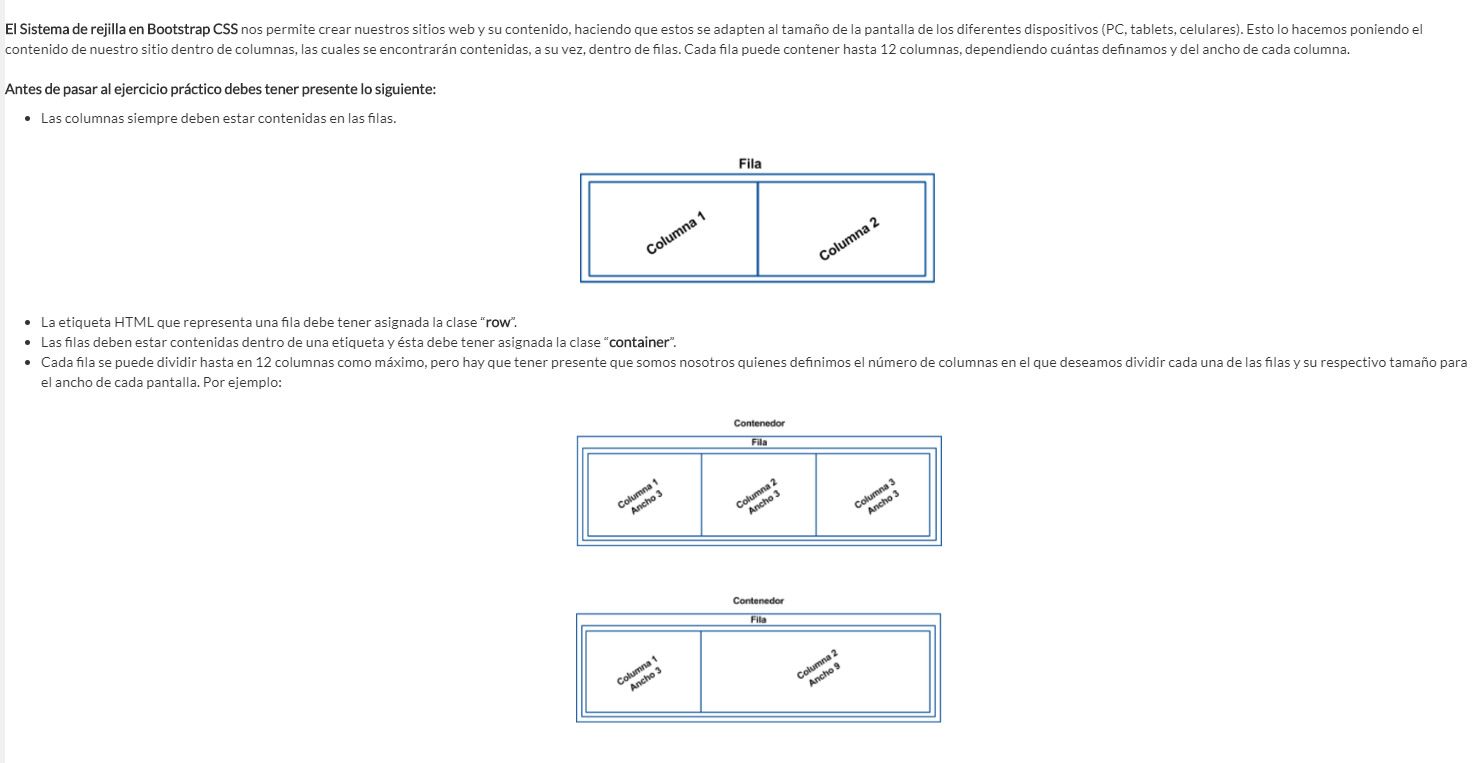 El Sistema de rejilla en Bootstrap CSS nos permite crear nuestros sitios web y su contenido, haciendo que estos se adapten al tamaño de la pantalla de los diferentes dispositivos (PC, tablets, celulares). Esto lo hacemos poniendo el
contenido de nuestro sitio dentro de columnas, las cuales se encontrarán contenidas, a su vez, dentro de filas. Cada fila puede contener hasta 12 columnas, dependiendo cuántas definamos y del ancho de cada columna.
Antes de pasar al ejercicio práctico debes tener presente lo siguiente:
• Las columnas siempre deben estar contenidas en las filas.
Fila
Columna 1
Columna 2
• La etiqueta HTML que representa una fila debe tener asignada la clase “row”.
• Las filas deben estar contenidas dentro de una etiqueta y ésta debe tener asignada la clase “container”.
• Cada fila se puede dividir hasta en 12 columnas como máximo, pero hay que tener presente que somos nosotros quienes definimos el número de columnas en el que deseamos dividir cada una de las filas y su respectivo tamaño para
el ancho de cada pantalla. Por ejemplo:
Contenedor
Fila
Columna 1
Ancho 3
Columna 2
Ancho 3
Columna 3
Ancho 3
Contenedor
Fila
Columna 1
Ancho 3
Columna 2
Ancho 9